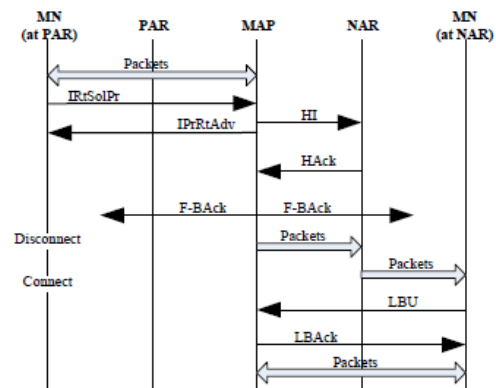 MN
(at PAR)
PAR
MAP
NAR
MN
(at NAR)
Packets
IRtSolPr
HI
IPrRtAdv
HAck
F-BAck
F-BAck
Disconnect
Packets
Packets
Connect
LBU
LBAck
Packets